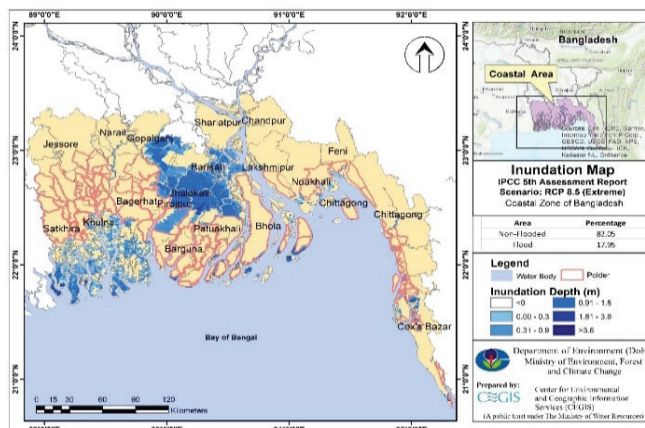 89°0'0"E 90°0'0"E 91°0'0"E 92°0'0"E
24°0'0"N
23°0'0"N
22°0'0"N
21°0'0"N
Shariatpur Chandpur
Narail
Gopalganj
Jessore
Barisal
Feni
Lakshmipur
Noakhali
Jhalokati
Pirojpur
Bagerhat
Khulna
Satkhira
Chittagong
Chittagong
Bhola
Patuakhali
Barguna
Cox's Bazar
Bay of Bengal
0 15 30 60 90 120
Kilometers
Bangladesh
Coastal Area
Inundation Map
IPCC 5th Assessment Report
Scenario: RCP 8.5 (Extreme)
Coastal Zone of Bangladesh
Area Percentage
Non-Flooded 82.05
Flood 17.95
Legend
Water Body Polder
Inundation Depth (m)
<0 0.91 - 1.8
0.00 - 0.3 1.81 - 3.6
0.31 - 0.9 >3.6
Department of Environment (DoE)
Ministry of Environment, Forest
and Climate Change
Prepared by:
CEGIS
Center for Environmental
and Geographic Information
Services (CEGIS)
(A public trust under The Ministry of Water Resources)